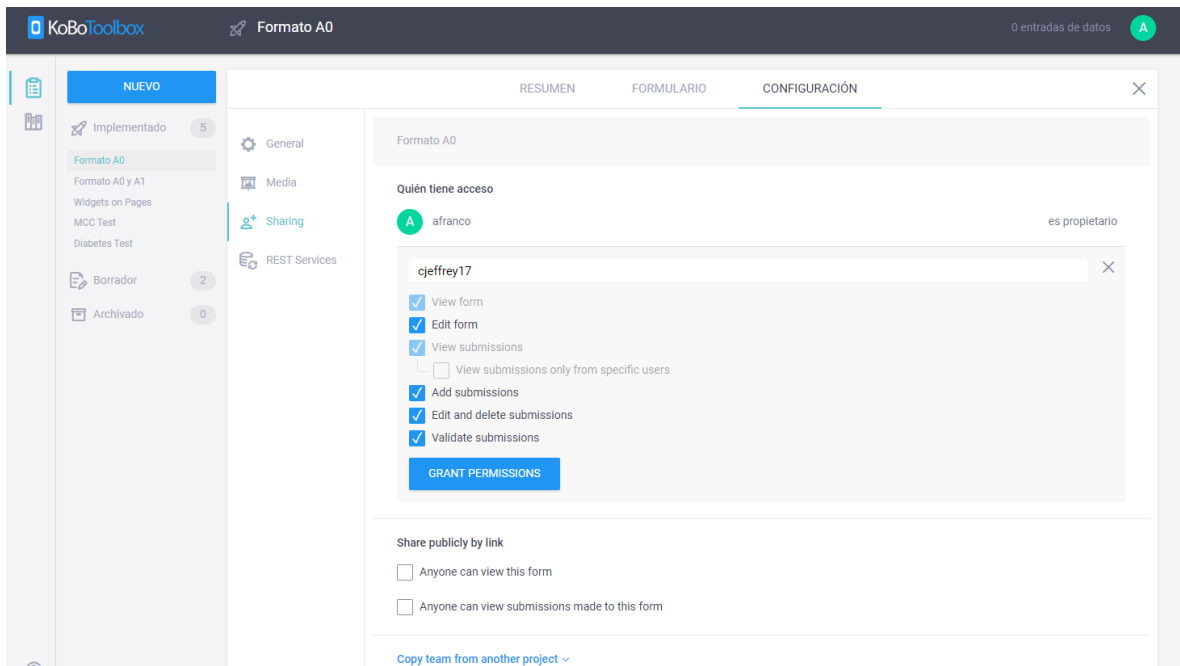 KoBoToolbox
Formato A0
0 entradas de datos
A
NUEVO
Implementado 5
Formato A0
Formato A0 y A1
Widgets on Pages
MCC Test
Diabetes Test
Borrador 2
Archivado 0
RESUMEN FORMULARIO CONFIGURACIÓN
General
Media
Sharing
REST Services
Formato A0
Quién tiene acceso
A afranco es propietario
cjeffrey17
View form
Edit form
View submissions
View submissions only from specific users
Add submissions
Edit and delete submissions
Validate submissions
GRANT PERMISSIONS
Share publicly by link
Anyone can view this form
Anyone can view submissions made to this form
Copy team from another project